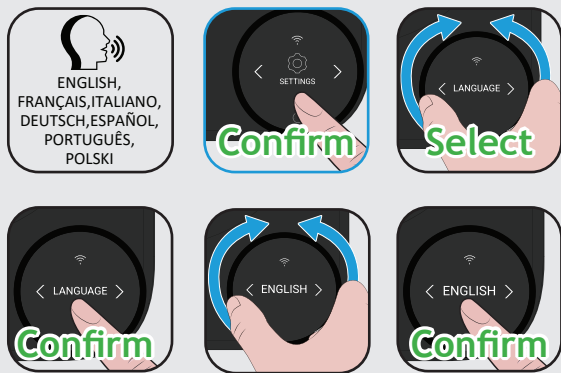 ENGLISH,
FRANÇAIS,ITALIANO,
DEUTSCH,ESPAÑOL,
PORTUGUÊS,
POLSKI
SETTINGS
Confirm
< LANGUAGE >
Select
< LANGUAGE >
Confirm
< ENGLISH >
< ENGLISH >
Confirm